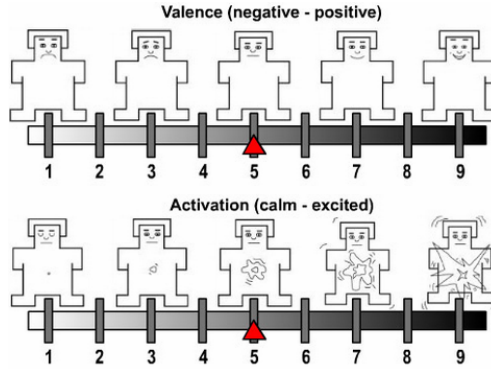 Valence (negative - positive)
1 2 3 4 5 6 7 8 9
Activation (calm - excited)
1 2 3 4 5 6 7 8 9